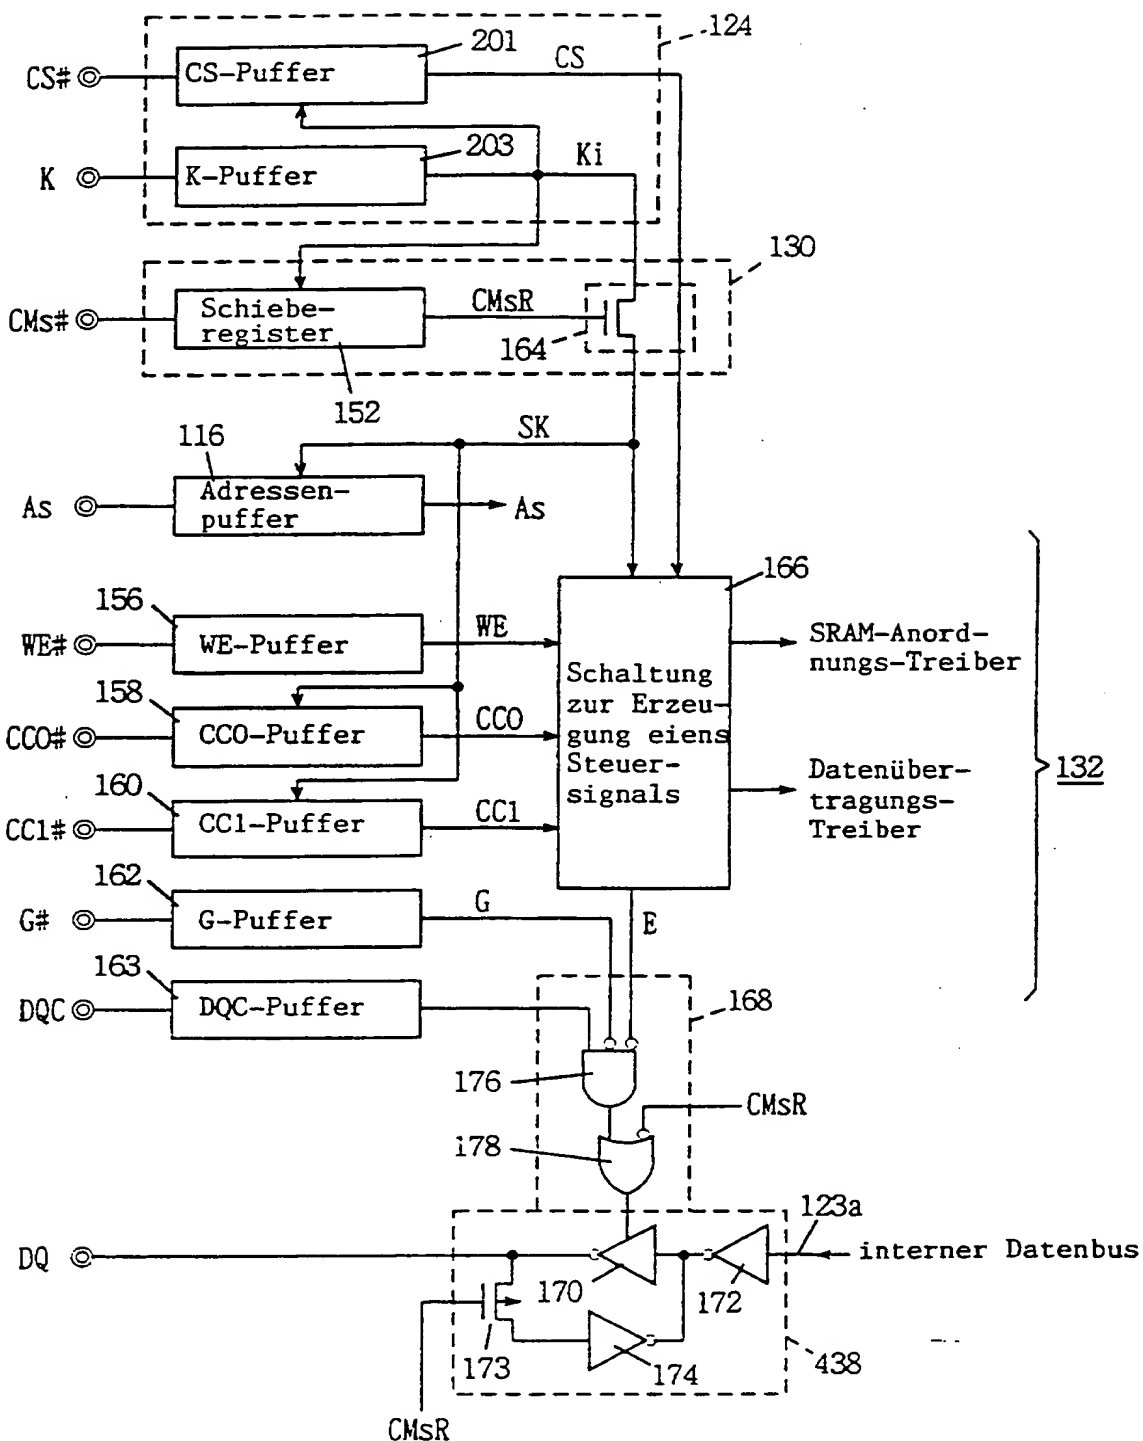 124
201
CS
CS#
CS-Puffer
203
Ki
K
K-Puffer
130
CMs#
Schiebe-
register
CMsR
164
152
116
SK
As
Adressen-
puffer
As
166
156
WE#
WE-Puffer
WE
SRAM-Anord-
nungs-Treiber
Schaltung
zur Erzeu-
gung eiens
Steuer-
signals
158
CC0#
CC0-Puffer
CC0
132
Datenüber-
tragungs-
Treiber
160
CC1#
CC1-Puffer
CC1
162
G#
G-Puffer
G
E
163
DQC
DQC-Puffer
168
176
CMsR
178
123a
DQ
interner Datenbus
170
172
173
174
438
CMsR